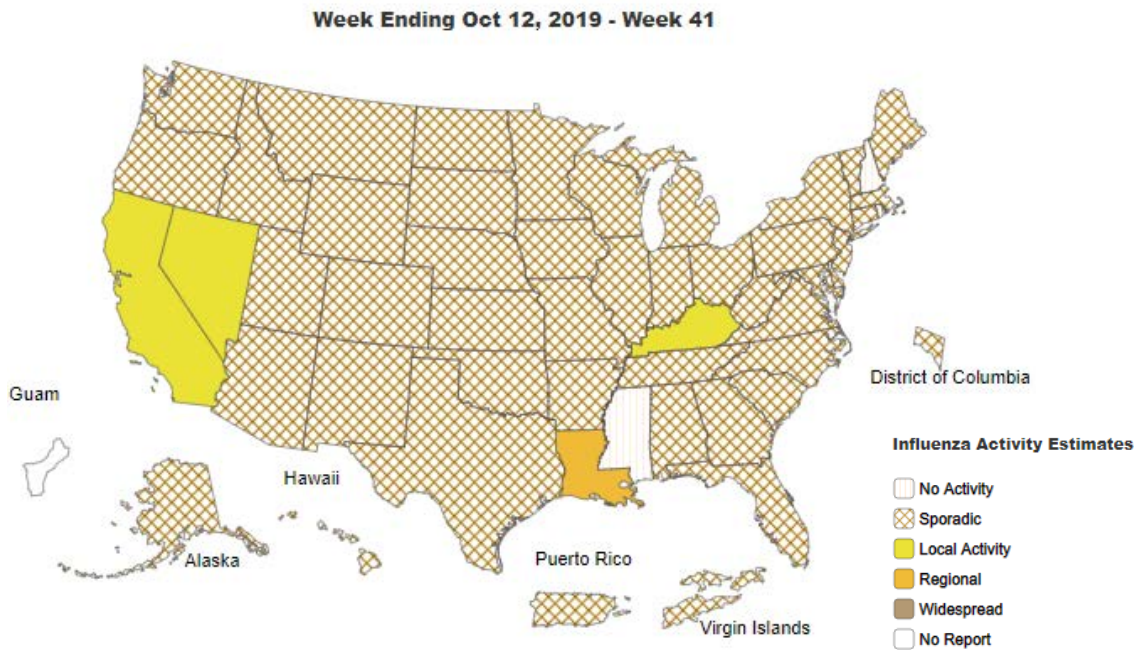 Week Ending Oct 12, 2019 - Week 41
District of Columbia
Guam
Influenza Activity Estimates
Hawaii
No Activity
Sporadic
Alaska
Puerto Rico
Local Activity
Regional
Widespread
Virgin Islands
No Report